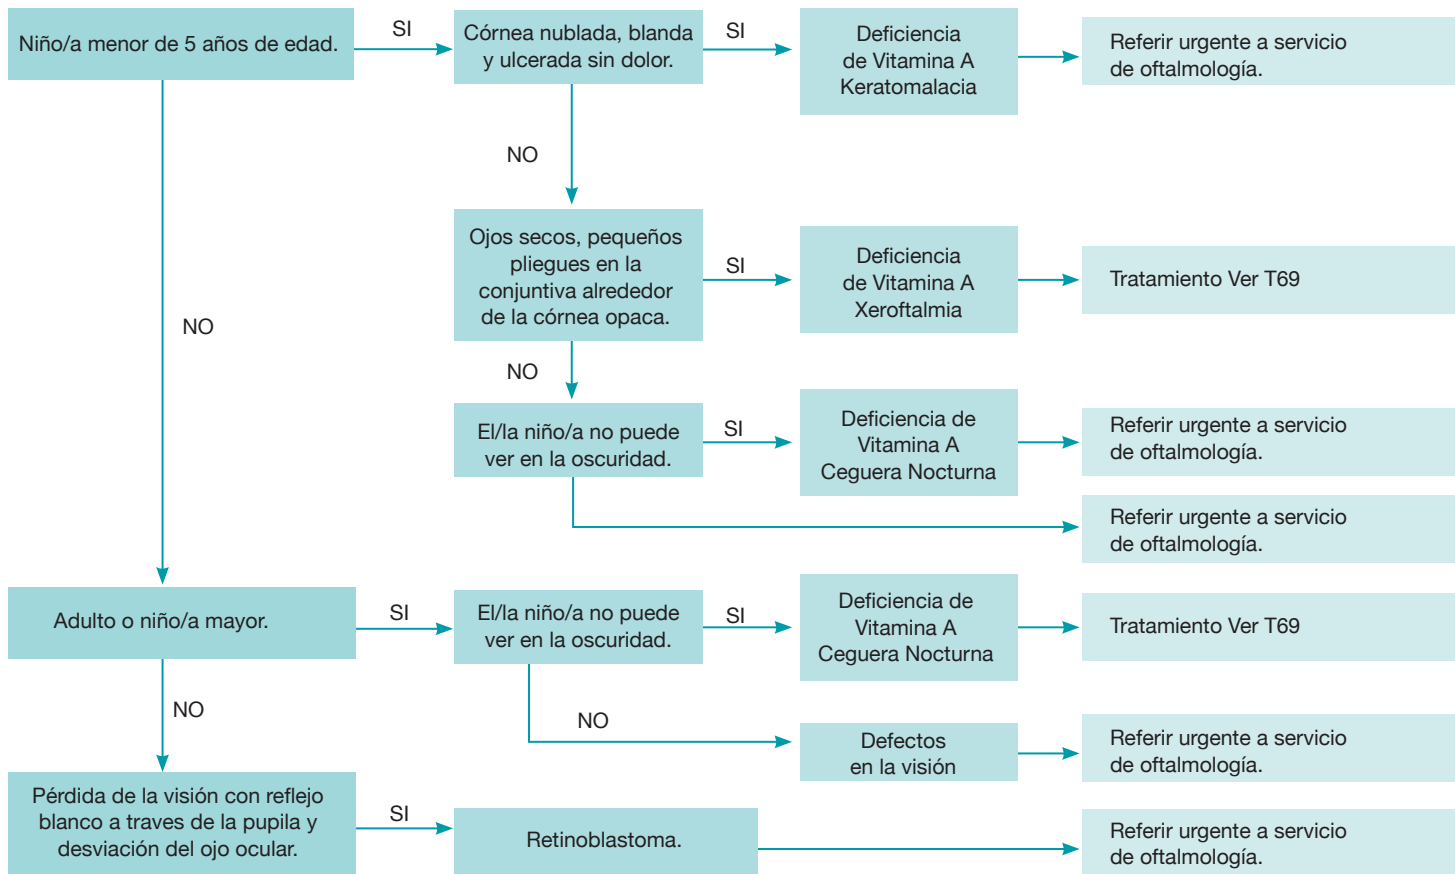 Niño/a menor de 5 años de edad.
SI
Córnea nublada, blanda
y ulcerada sin dolor.
SI
Deficiencia
de Vitamina A
Keratomalacia
Referir urgente a servicio
de oftalmología.
NO
NO
Ojos secos, pequeños
pliegues en la
conjuntiva alrededor
de la córnea opaca.
SI
Deficiencia
de Vitamina A
Xeroftalmia
Tratamiento Ver T69
NO
El/la niño/a no puede
ver en la oscuridad.
SI
Deficiencia de
Vitamina A
Ceguera Nocturna
Referir urgente a servicio
de oftalmología.
Referir urgente a servicio
de oftalmología.
Adulto o niño/a mayor.
SI
El/la niño/a no puede
ver en la oscuridad.
SI
Deficiencia de
Vitamina A
Ceguera Nocturna
Tratamiento Ver T69
NO
NO
Defectos
en la visión
Referir urgente a servicio
de oftalmología.
Pérdida de la visión con reflejo
blanco a traves de la pupila y
desviación del ojo ocular.
SI
Retinoblastoma.
Referir urgente a servicio
de oftalmología.